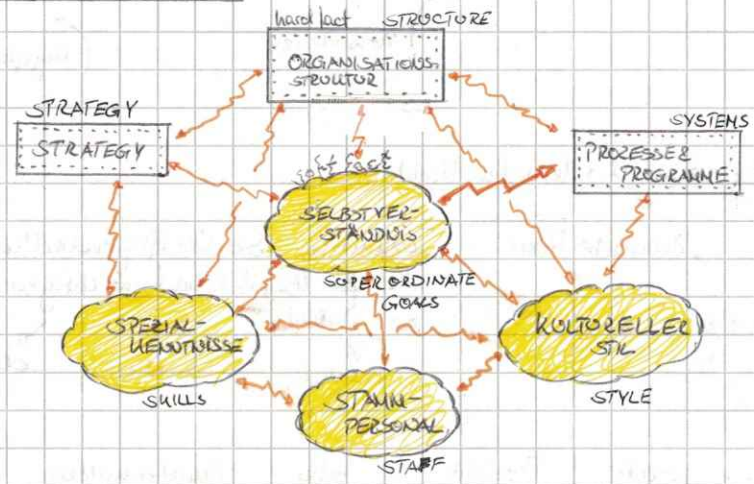 hard fact STRUCTURE
ORGANISATIONS-
STRUKTUR
STRATEGY
STRATEGY
SYSTEMS
PROZESSE &
PROGRAMME
soft fact
SELBSTVER-
STÄNDNIS
SUPERORDINATE
GOALS
SPEZIAL-
KENNTNISSE
SKILLS
KULTURELLER
STIL
STYLE
STAMM-
PERSONAL
STAFF